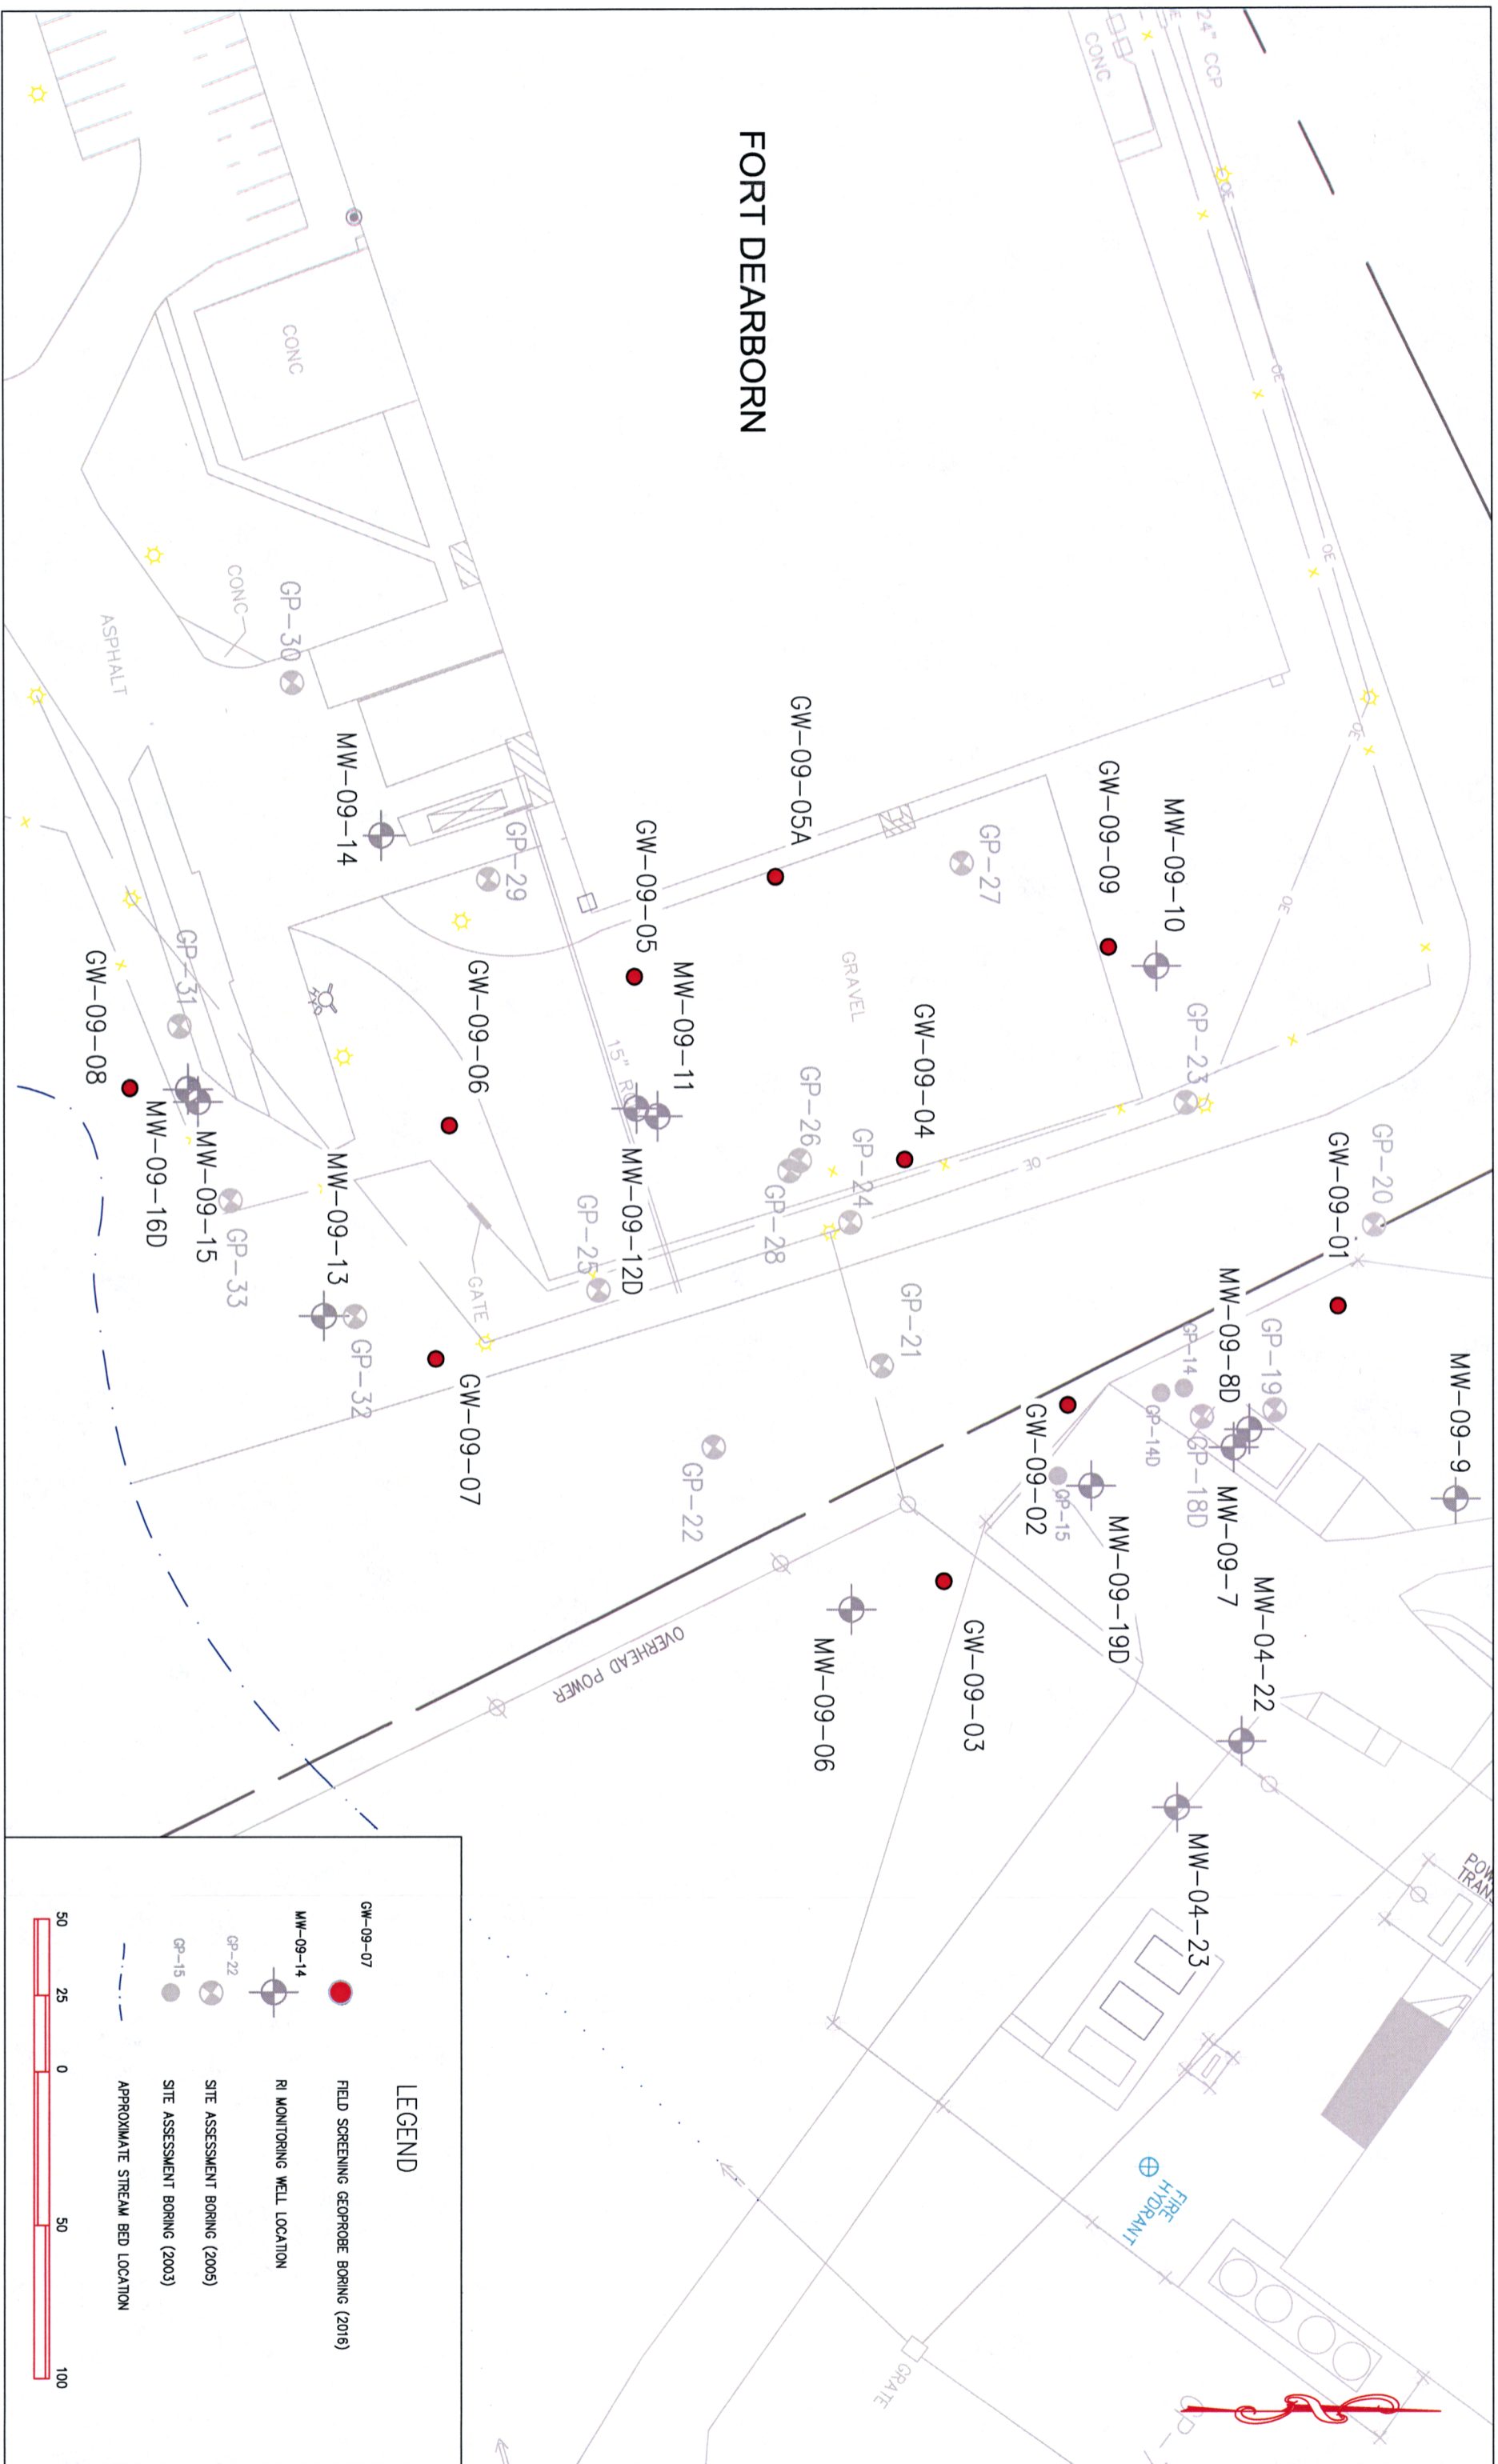 FORT DEARBORN
24" CCP
CONC
OE
OE
OE
OE
OE
OE
CONC
CONC
ASPHALT
GP-30
MW-09-14
GP-29
GW-09-05A
GP-27
GW-09-09
MW-09-10
GW-09-05
MW-09-11
GRAVEL
GW-09-04
GP-23
GP-20
GW-09-01
GW-09-06
15"
GP-26
GP-24
GP-28
GP-31
GW-09-08
MW-09-16D
MW-09-15
GP-33
MW-09-13
GP-32
MW-09-12D
GP-25
GATE
GW-09-07
GP-21
GP-22
MW-09-8D
GP-19
GP-14
GP-14D
GP-18D
MW-09-9
MW-09-7
GW-09-02
GP-15
MW-09-19D
MW-04-22
GW-09-03
MW-09-06
OVERHEAD POWER
MW-04-23
FIRE
HYDRANT
GRATE
LEGEND
GW-09-07
FIELD SCREENING GEOPROBE BORING (2016)
MW-09-14
RI MONITORING WELL LOCATION
GP-22
SITE ASSESSMENT BORING (2005)
GP-15
SITE ASSESSMENT BORING (2003)
APPROXIMATE STREAM BED LOCATION
50 25 0 50 100